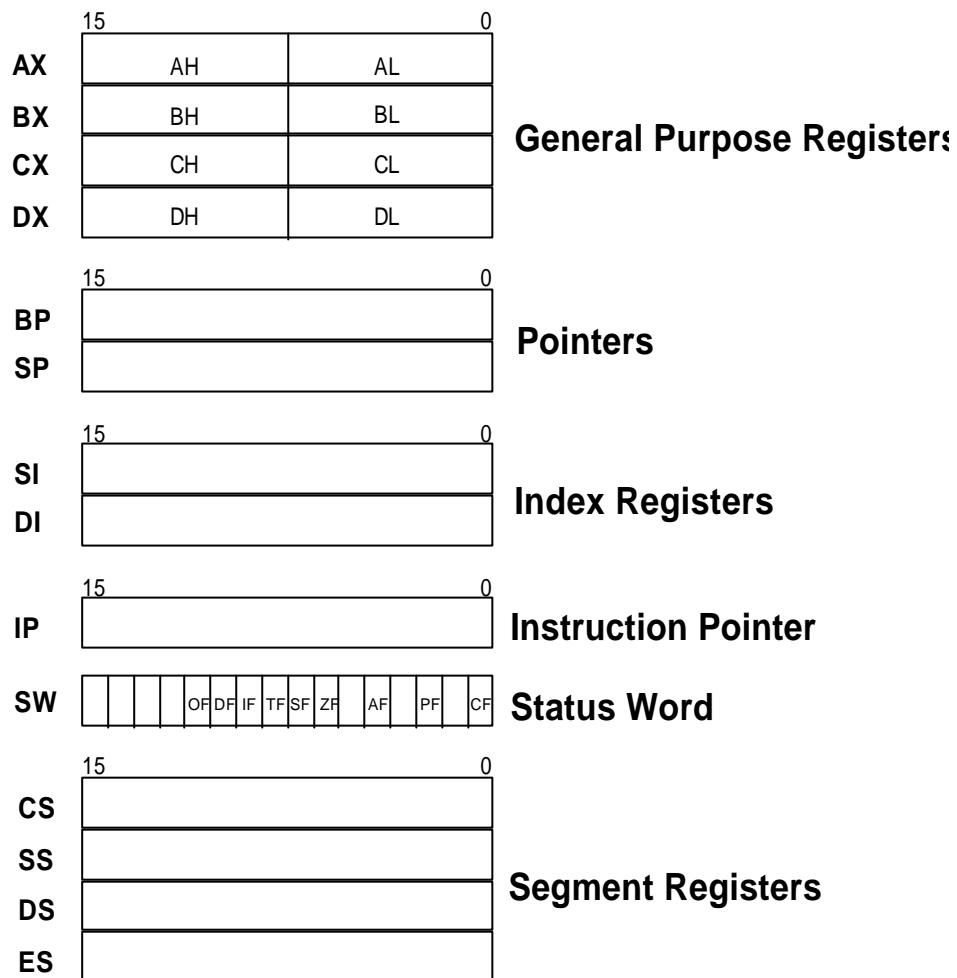 15 0
AX AH AL
BX BH BL
CX CH CL
DX DH DL
General Purpose Registers
15 0
BP
SP
Pointers
15 0
SI
DI
Index Registers
15 0
IP
Instruction Pointer
SW OF DF IF TF SF ZF AF PF CF
Status Word
15 0
CS
SS
DS
ES
Segment Registers